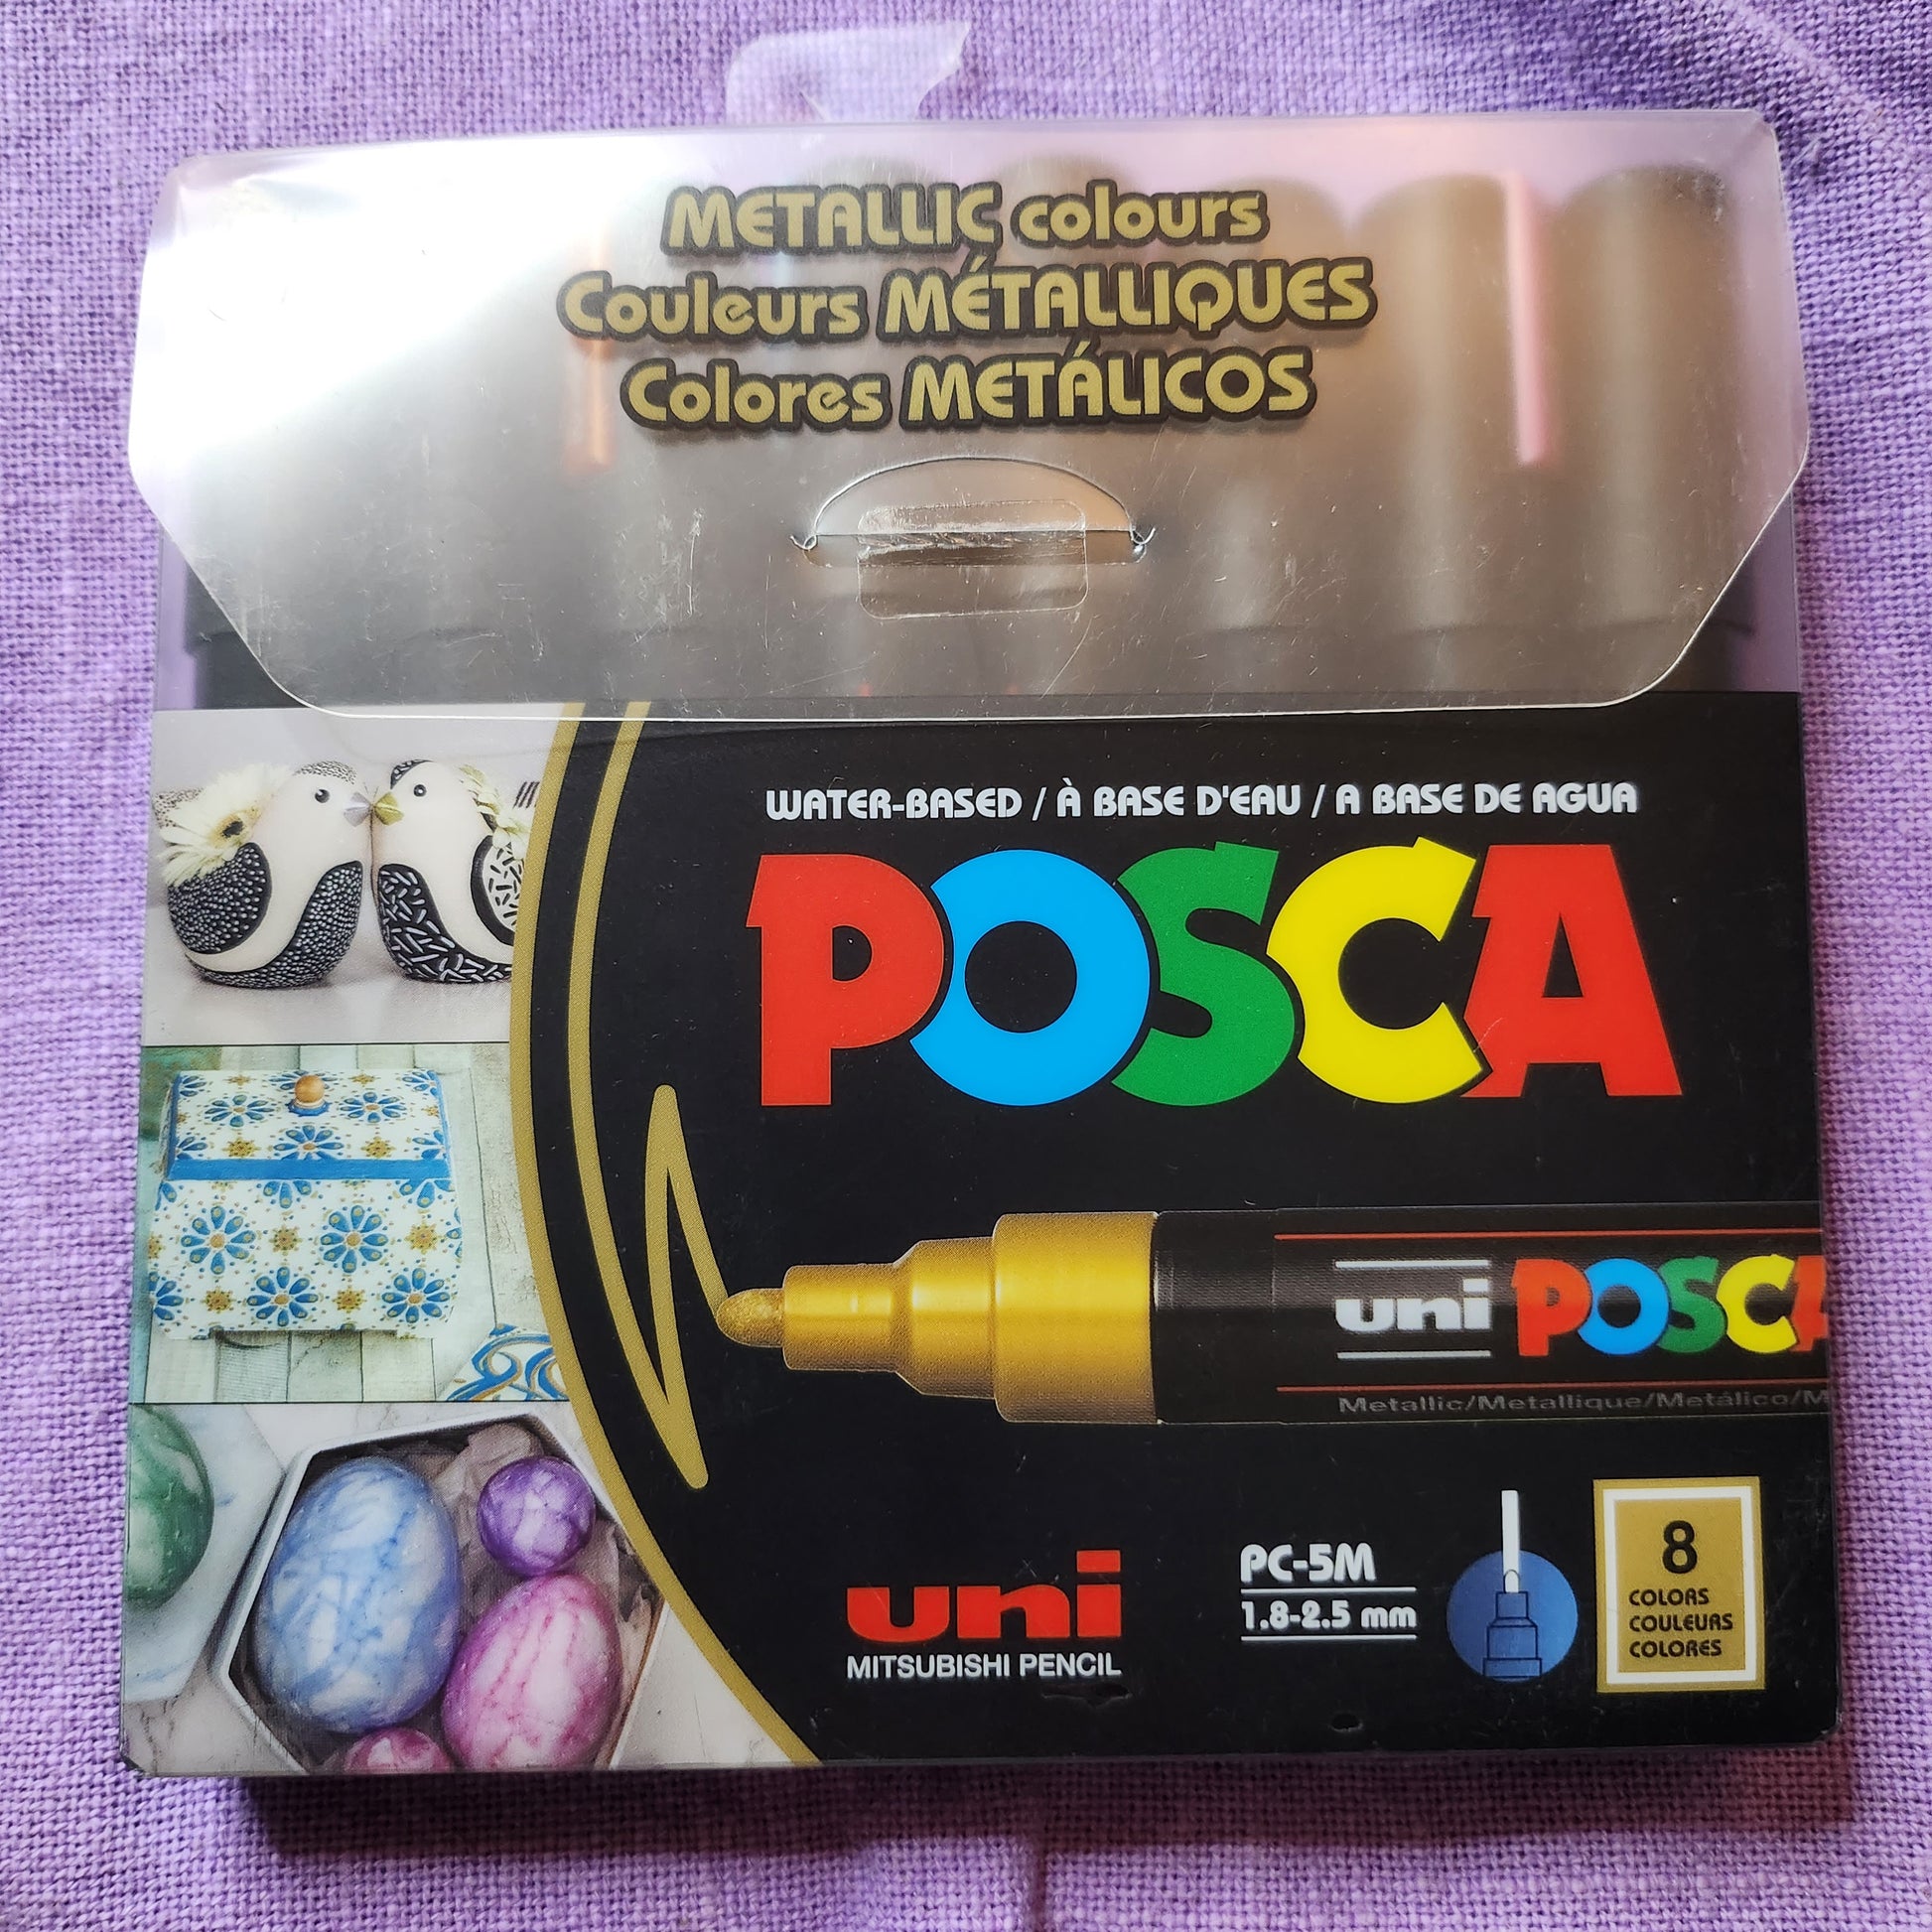 METALLIC colours
Couleurs MÉTALLIQUES
Colores METÁLICOS
WATER-BASED / À BASE D'EAU / A BASE DE AGUA
POSCA
uni POSCA
Metallic/Metallique/Metálico/M
uni
MITSUBISHI PENCIL
PC-5M
1.8-2.5 mm
8
COLORS
COULEURS
COLORES